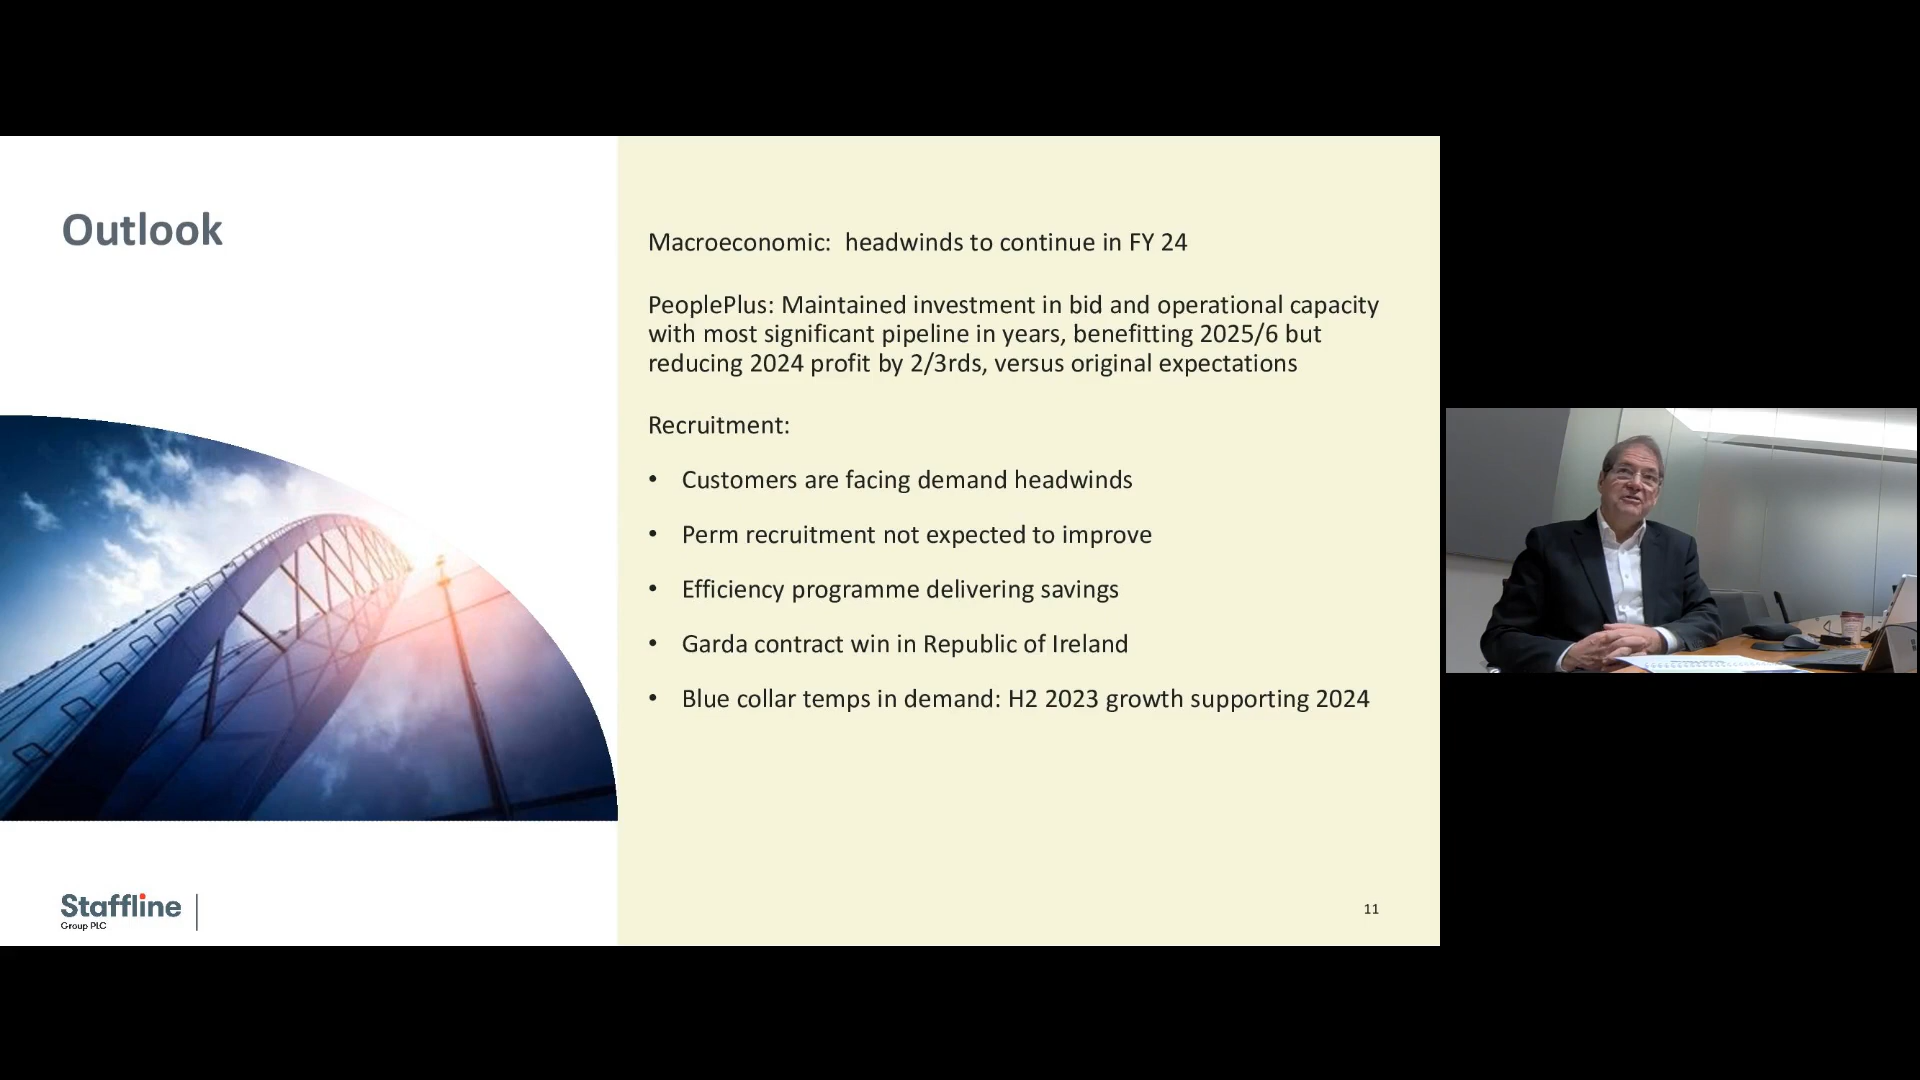 Outlook
Macroeconomic:  headwinds to continue in FY 24
PeoplePlus: Maintained investment in bid and operational capacity
with most significant pipeline in years, benefitting 2025/6 but
reducing 2024 profit by 2/3rds, versus original expectations
Recruitment:
• Customers are facing demand headwinds
• Perm recruitment not expected to improve
• Efficiency programme delivering savings
• Garda contract win in Republic of Ireland
• Blue collar temps in demand: H2 2023 growth supporting 2024
Staffline
Group PLC
11